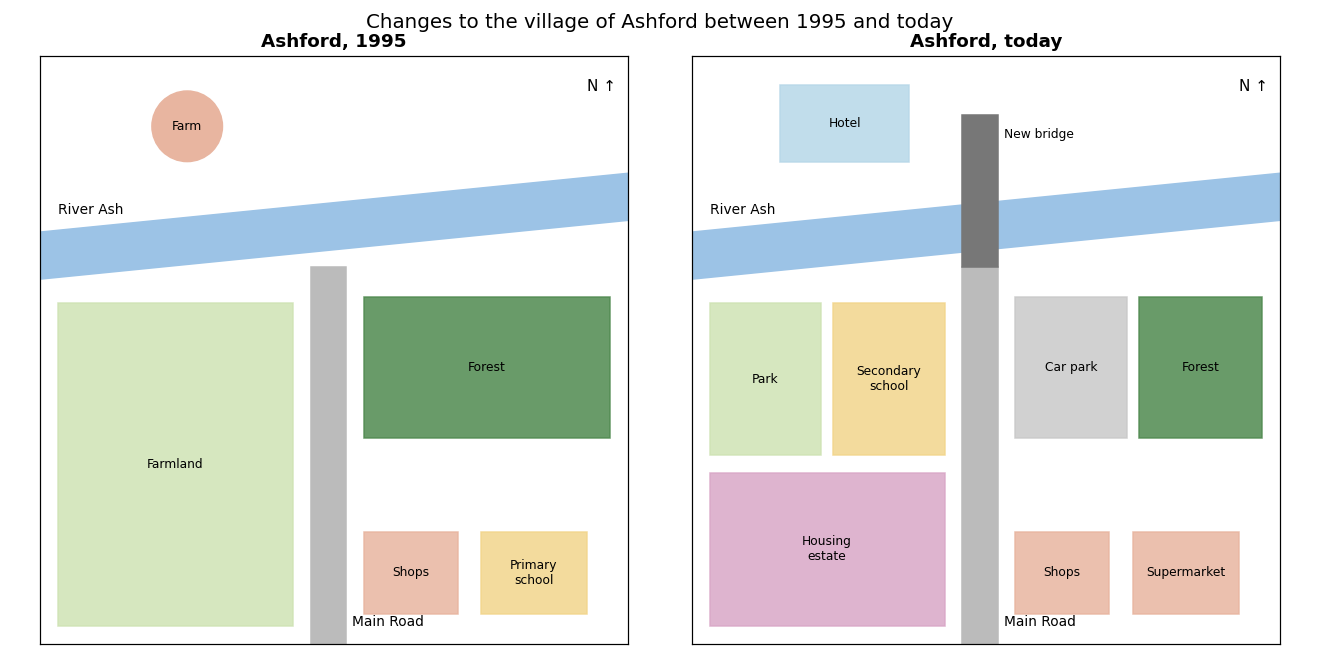 Changes to the village of Ashford between 1995 and today
Ashford, 1995
N ↑
Farm
River Ash
Forest
Farmland
Shops
Primary
school
Main Road
Ashford, today
N ↑
Hotel
New bridge
River Ash
Park
Secondary
school
Car park
Forest
Housing
estate
Shops
Supermarket
Main Road